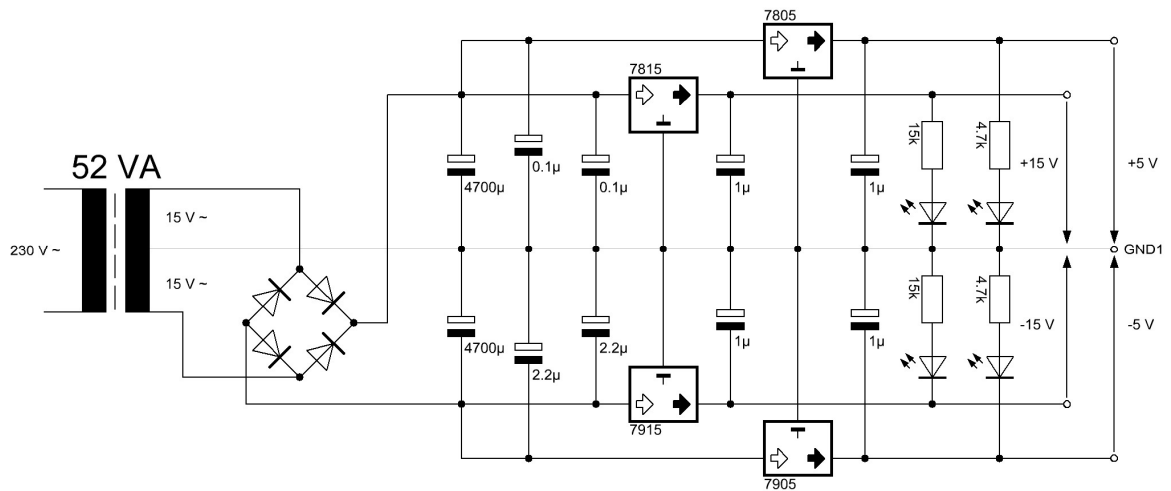 7805
7815
15k
4.7k
52 VA
0.1µ
4700µ
0.1µ
1µ
1µ
+15 V
+5 V
15 V ~
230 V ~
GND1
15 V ~
15k
4.7k
4700µ
2.2µ
2.2µ
1µ
1µ
-15 V
-5 V
7915
7905